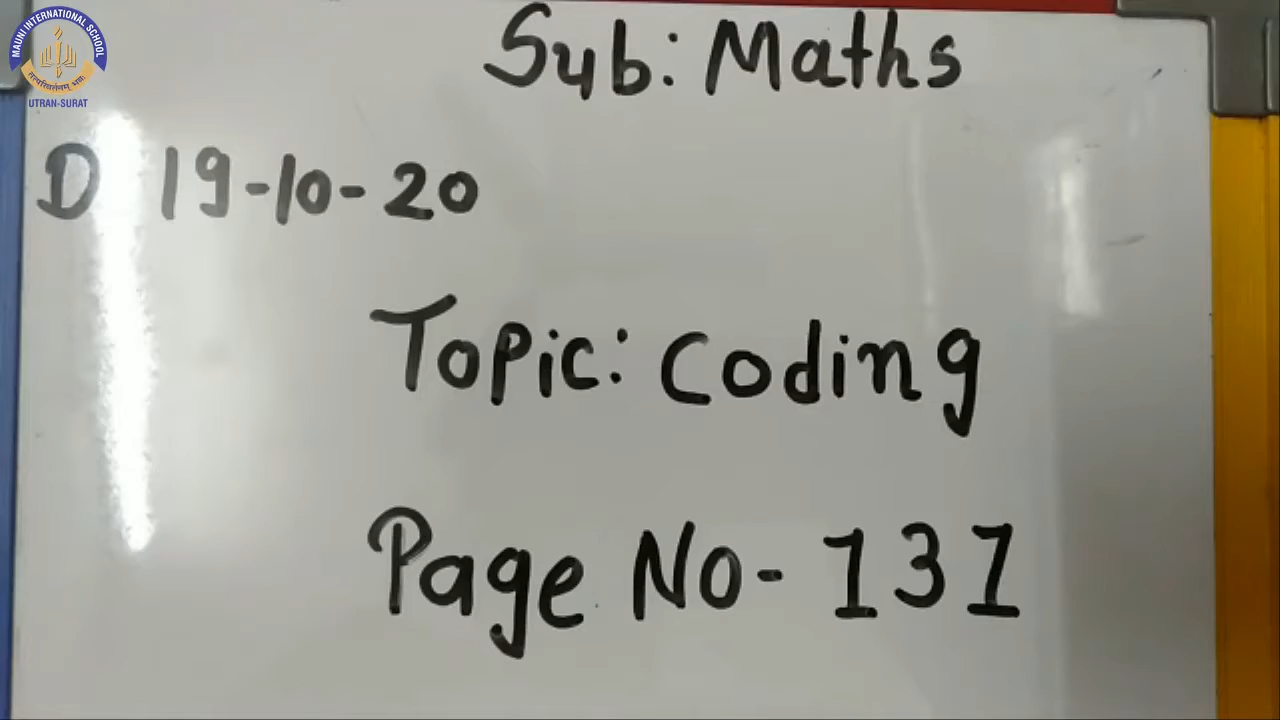 MAUNI INTERNATIONAL SCHOOL
UTRAN-SURAT
Sub: Maths
D 19-10-20
Topic: Coding
Page No- 131